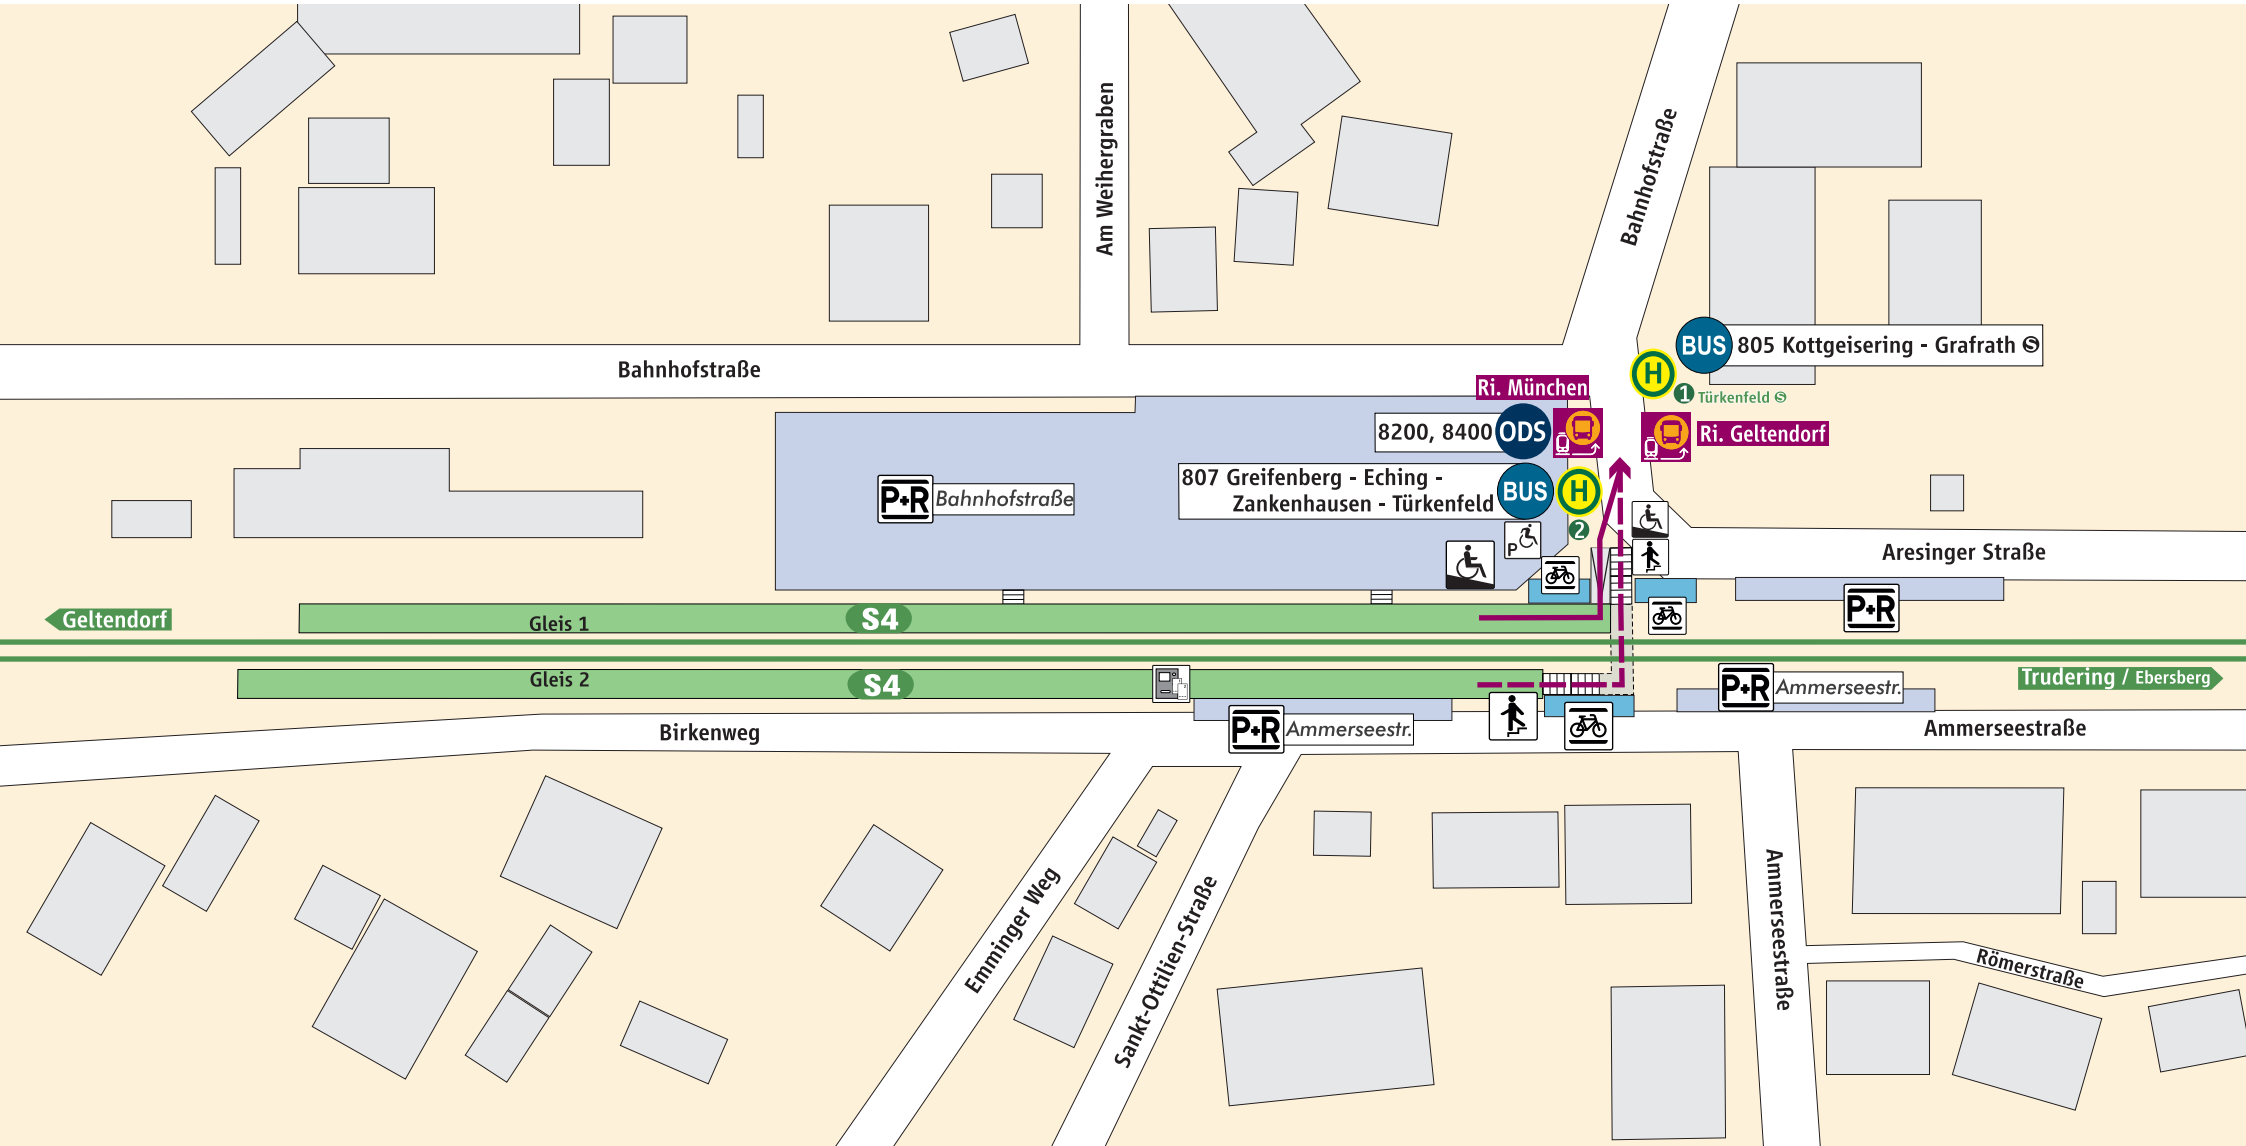 Am Weihergraben
Bahnhofstraße
BUS 805 Kottgeisering - Grafrath S
H
1 Türkenfeld S
Bahnhofstraße
Ri. München
8200, 8400 ODS
Ri. Geltendorf
807 Greifenberg - Eching -
Zankenhausen - Türkenfeld
BUS
H
2
P+R Bahnhofstraße
P
Aresinger Straße
P+R
Geltendorf
Gleis 1
S4
Gleis 2
S4
P+R Ammerseestr.
Trudering / Ebersberg
P+R Ammerseestr.
Birkenweg
Ammerseestraße
Emminger Weg
Sankt-Ottilien-Straße
Ammerseestraße
Römerstraße